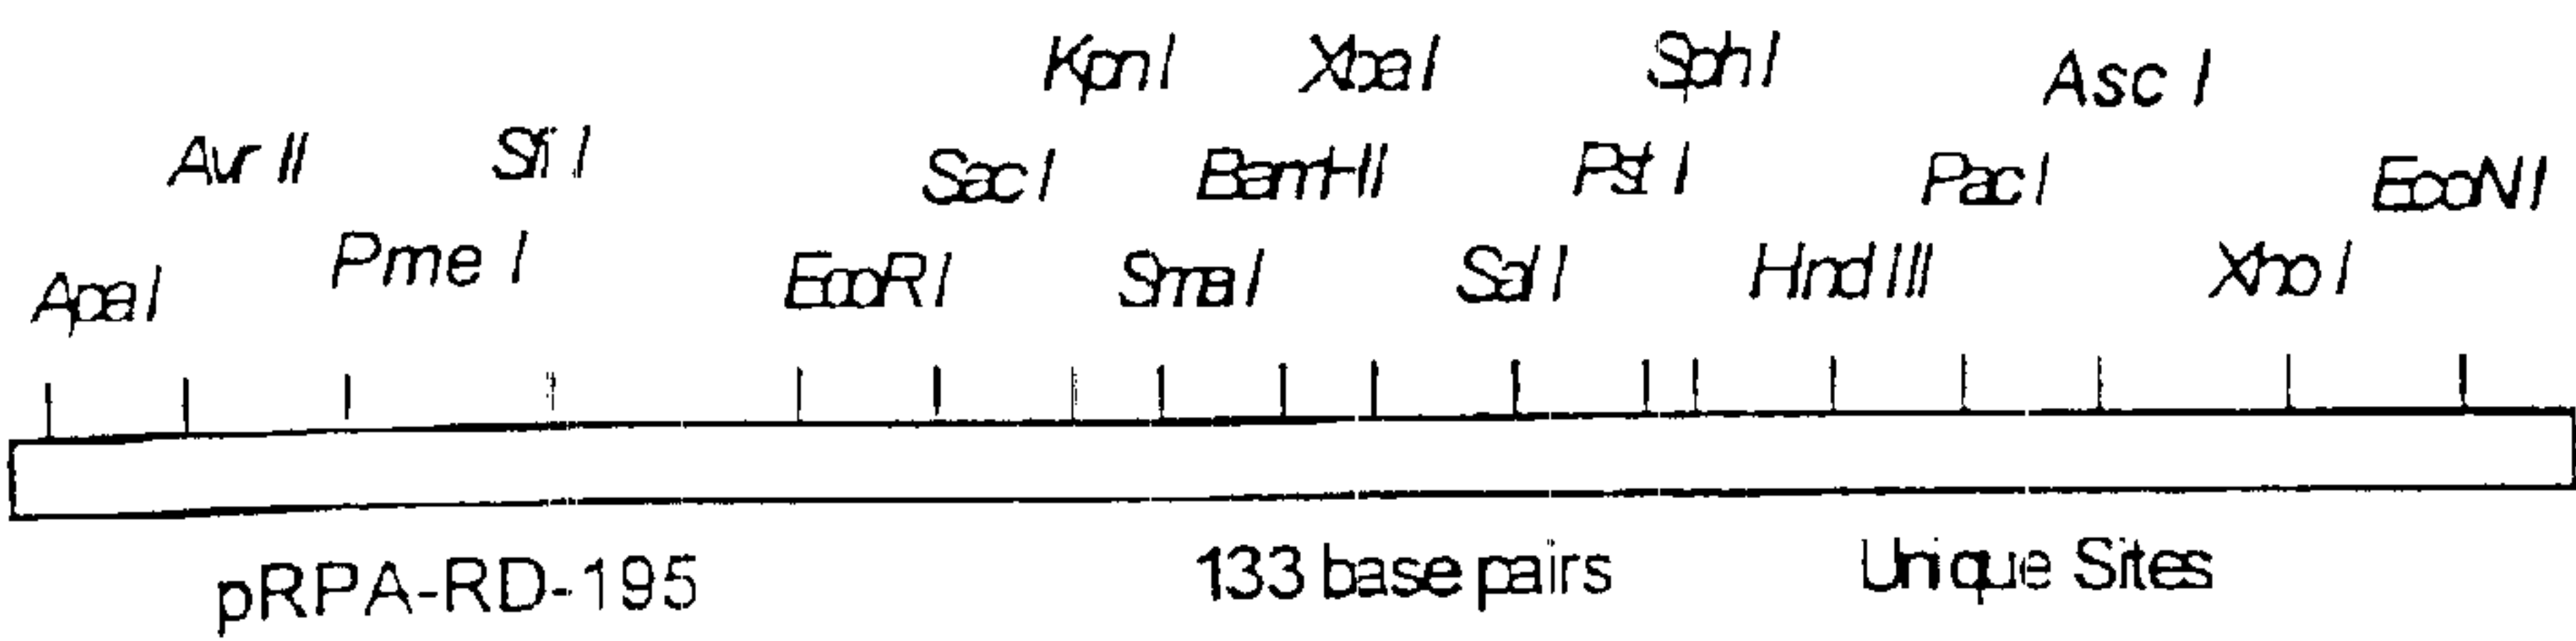 Kpn I Xba I Sph I Asc I
Avr II Sfi I Sac I BamH I Pst I Pac I EcoN I
Apa I Pme I EcoR I Sma I Sal I Hind III Xho I
pRPA-RD-195 133 base pairs Unique Sites